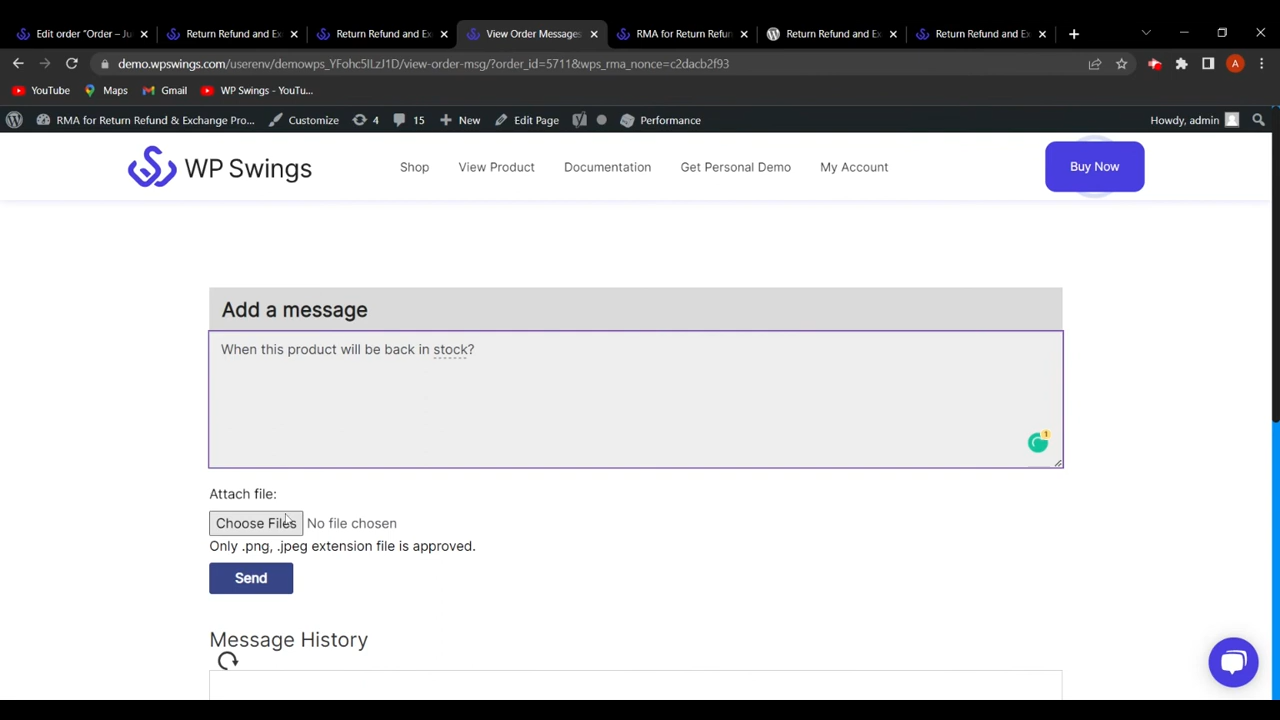 Edit order “Order – Ju
Return Refund and Ex
Return Refund and Ex
View Order Messages
RMA for Return Refund
Return Refund and Ex
Return Refund and Ex
demo.wpswings.com/userenv/demowps_YFohc5ILzJ1D/view-order-msg/?order_id=5711&wps_rma_nonce=c2dacb2f93
A
YouTube
Maps
Gmail
WP Swings - YouTu...
RMA for Return Refund & Exchange Pro...
Customize
4
15
New
Edit Page
Performance
Howdy, admin
WP Swings
Shop
View Product
Documentation
Get Personal Demo
My Account
Buy Now
Add a message
When this product will be back in stock?
1
Attach file:
Choose Files No file chosen
Only .png, .jpeg extension file is approved.
Send
Message History